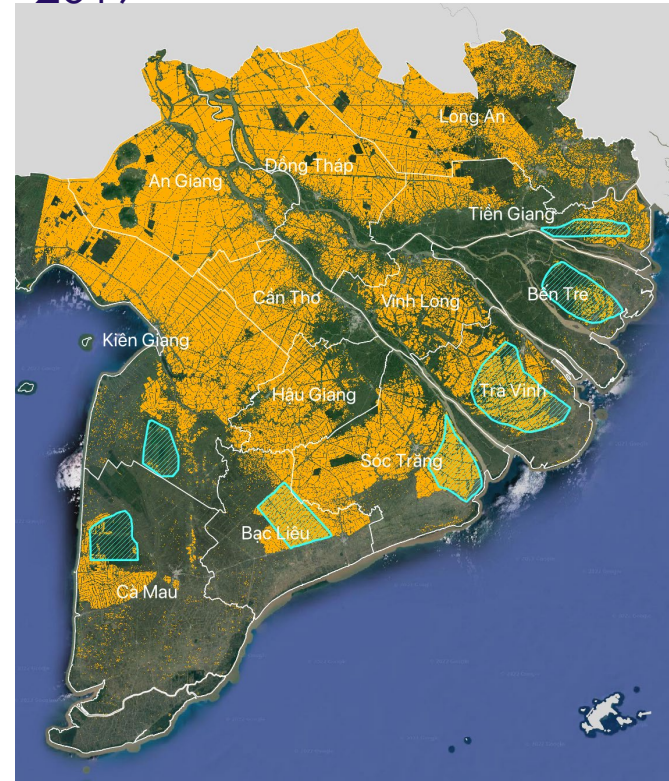 Long An
Đồng Tháp
An Giang
Tiền Giang
Bến Tre
Cần Thơ
Vĩnh Long
Kiên Giang
Hậu Giang
Trà Vinh
Sóc Trăng
Bạc Liêu
Cà Mau